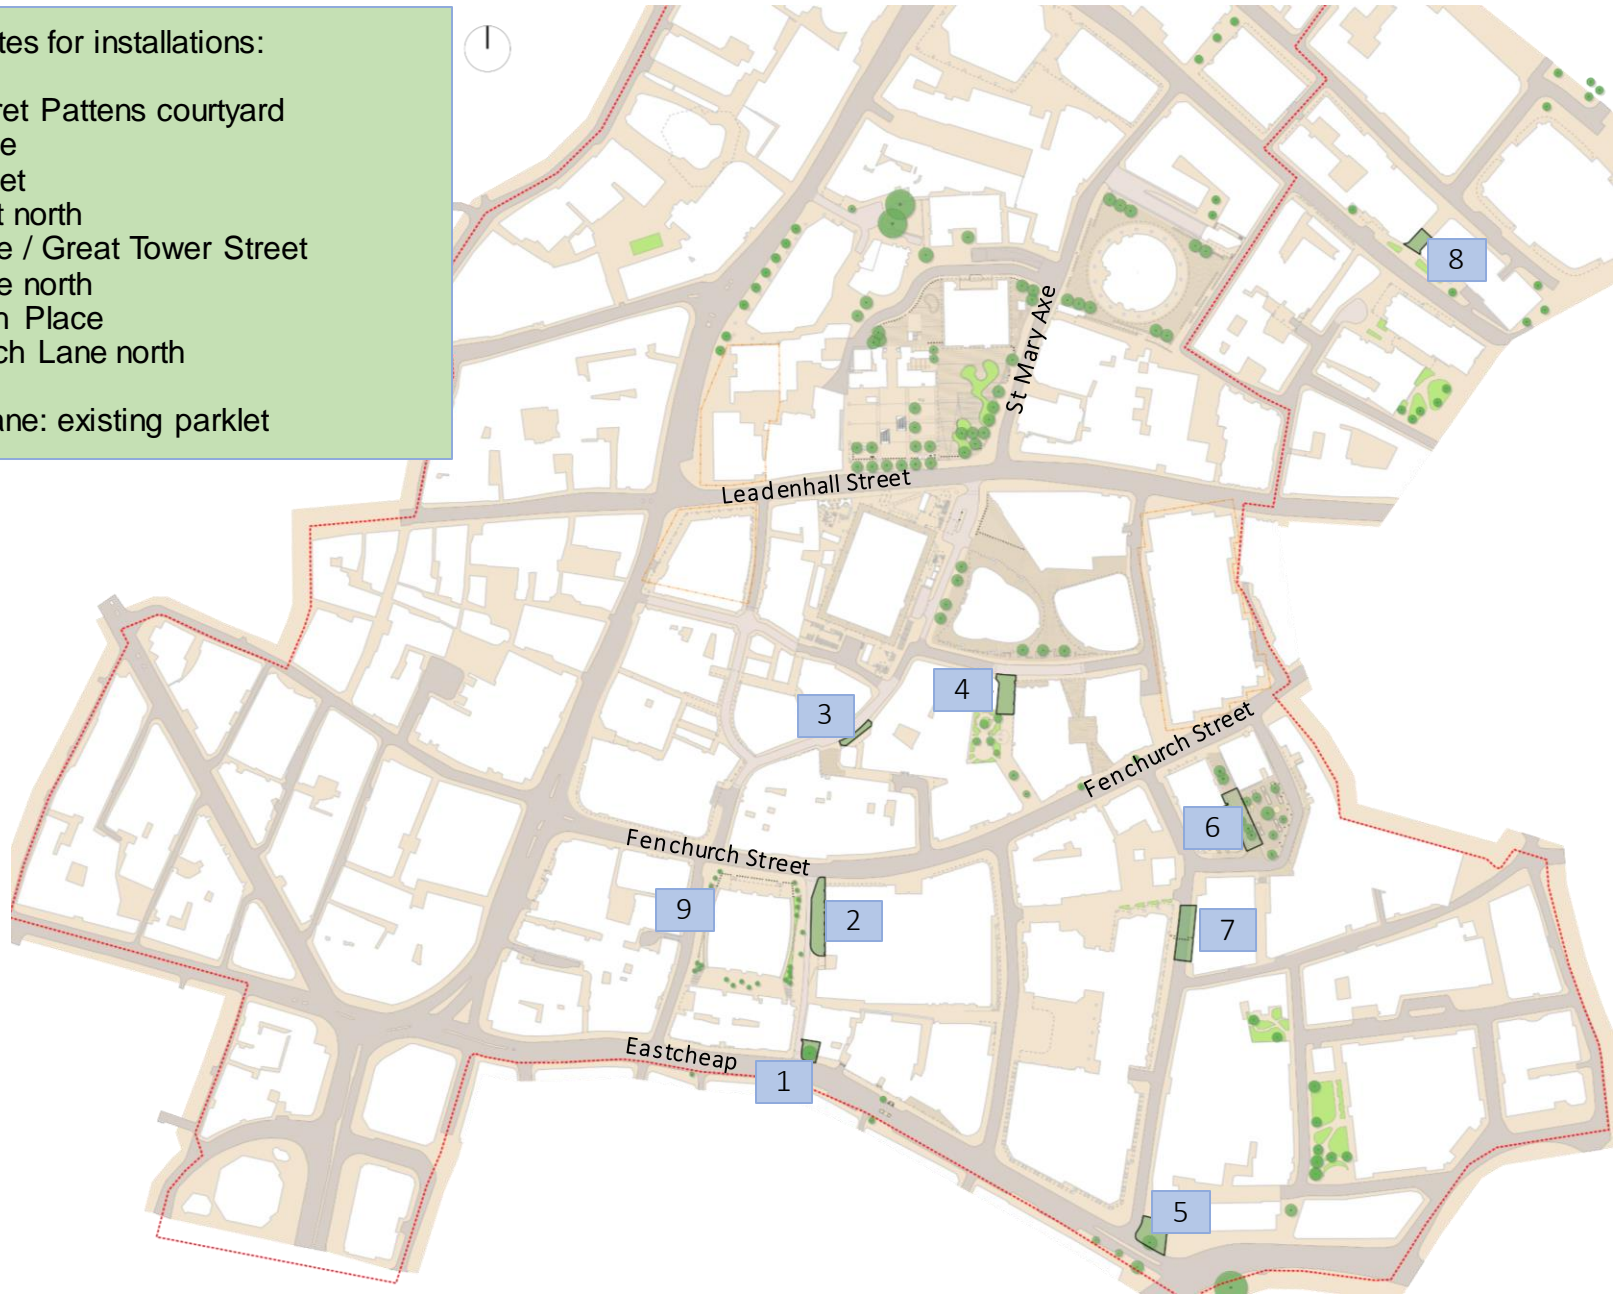 tes for installations:
ret Pattens courtyard
e
et
t north
e / Great Tower Street
e north
n Place
ch Lane north
ane: existing parklet
8
St Mary Axe
Leadenhall Street
4
3
Fenchurch Street
6
Fenchurch Street
9
2
7
Eastcheap
1
5